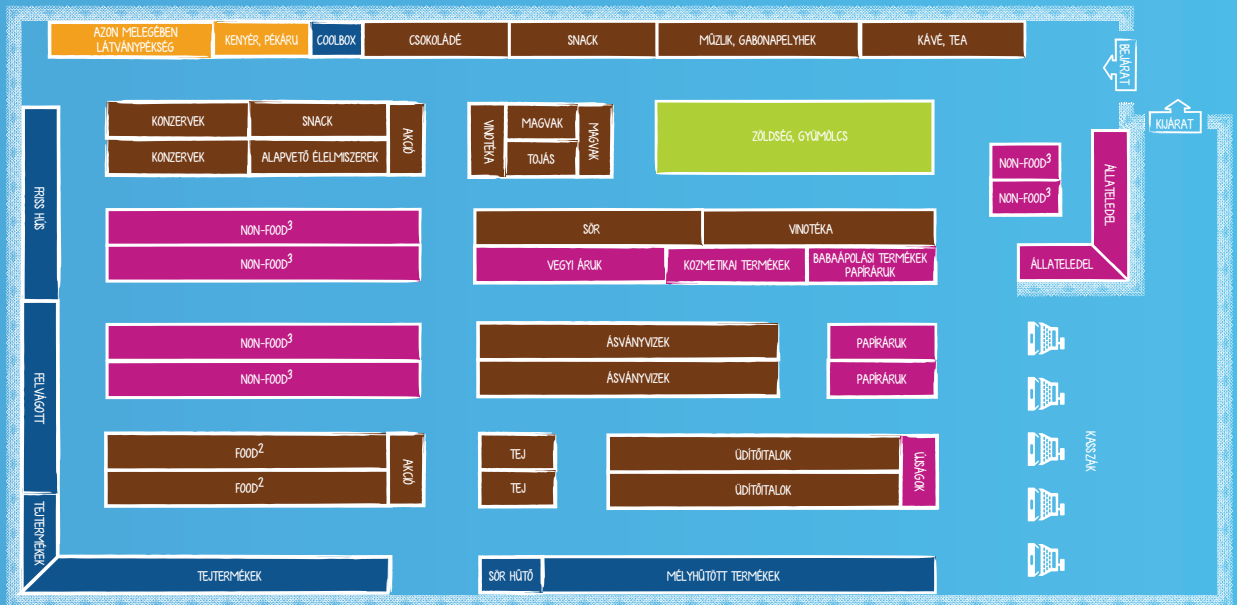 AZON MELEGÉBEN
LÁTVÁNYPÉKSÉG
KENYÉR, PÉKÁRU
COOLBOX
CSOKOLÁDÉ
SNACK
MŰZLIK, GABONAPELYHEK
KÁVÉ, TEA
BEJÁRAT
KIJÁRAT
KONZERVEK
SNACK
AKCIÓ
KONZERVEK
ALAPVETŐ ÉLELMISZEREK
VINOTÉKA
MAGVAK
MAGVAK
TOJÁS
ZÖLDSÉG, GYÜMÖLCS
NON-FOOD³
NON-FOOD³
ÁLLATELEDEL
ÁLLATELEDEL
FRISS HÚS
NON-FOOD³
NON-FOOD³
SÖR
VINOTÉKA
VEGYI ÁRUK
KOZMETIKAI TERMÉKEK
BABAÁPOLÁSI TERMÉKEK
PAPÍRÁRUK
FELVÁGOTT
NON-FOOD³
NON-FOOD³
ÁSVÁNYVIZEK
ÁSVÁNYVIZEK
PAPÍRÁRUK
PAPÍRÁRUK
KASSZÁK
FOOD²
FOOD²
AKCIÓ
TEJ
TEJ
ÜDÍTŐITALOK
ÜDÍTŐITALOK
ÚJSÁGOK
TEJTERMÉKEK
TEJTERMÉKEK
SÖR HŰTŐ
MÉLYHŰTÖTT TERMÉKEK